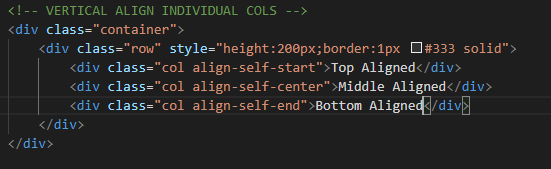 <!-- VERTICAL ALIGN INDIVIDUAL COLS -->
<div class="container">
    <div class="row" style="height:200px;border:1px #333 solid">
        <div class="col align-self-start">Top Aligned</div>
        <div class="col align-self-center">Middle Aligned</div>
        <div class="col align-self-end">Bottom Aligned</div>
    </div>
</div>